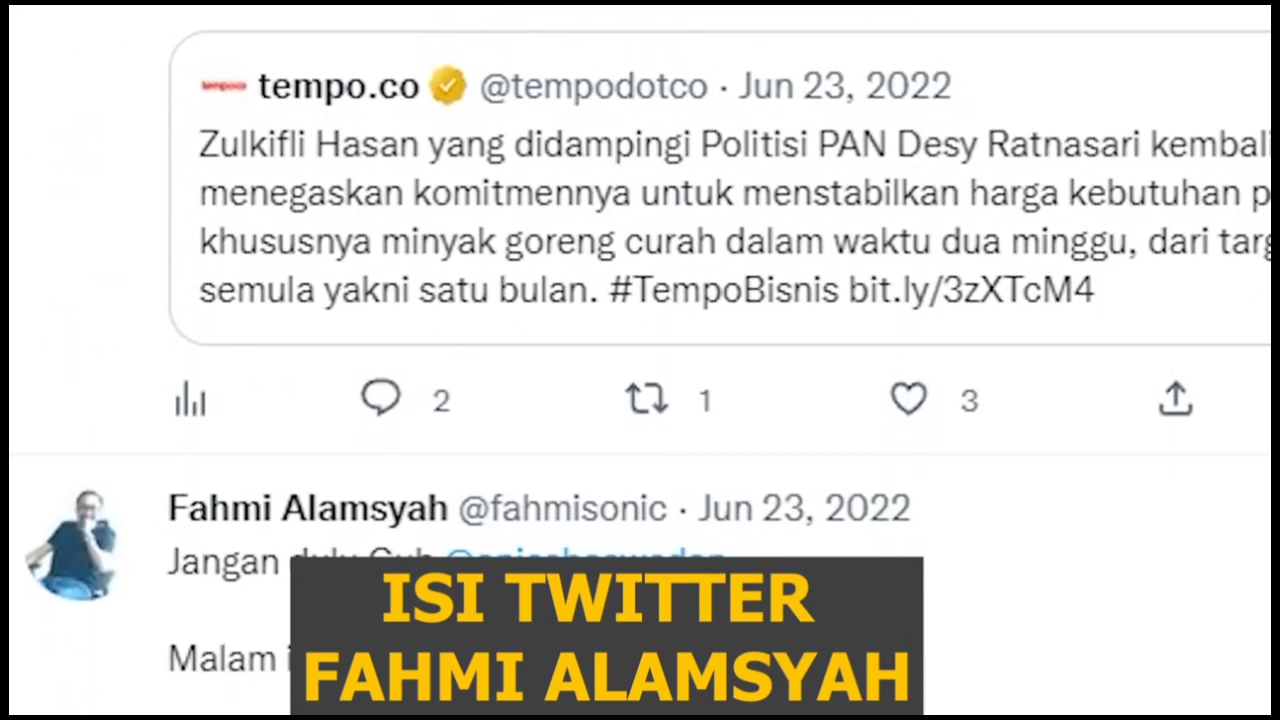 tempo.co @tempodotco · Jun 23, 2022
Zulkifli Hasan yang didampingi Politisi PAN Desy Ratnasari kembali
menegaskan komitmennya untuk menstabilkan harga kebutuhan p
khususnya minyak goreng curah dalam waktu dua minggu, dari targ
semula yakni satu bulan. #TempoBisnis bit.ly/3zXTcM4
2 1 3
Fahmi Alamsyah @fahmisonic · Jun 23, 2022
Jangan
Malam
ISI TWITTER
FAHMI ALAMSYAH